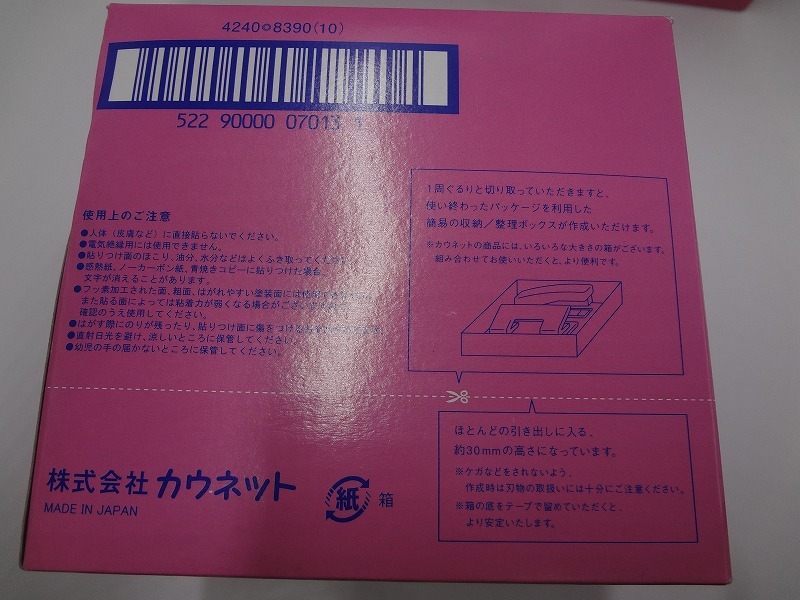 4240-8390(10)
522 90000 07013 1
使用上のご注意
●人体(皮膚など)に直接貼らないでください。
●電気絶縁用には使用できません。
●貼りつけ面のほこり、油分、水分などはよくふき取ってください。
●感熱紙、ノーカーボン紙、青焼きコピーに貼りつけた場合
文字が消えることがあります。
●フッ素加工された面、粗面、はがれやすい塗装面には使用できません。
また貼る面によっては粘着力が弱くなる場合がございます
確認のうえ使用してください。
●はがす際にのりが残ったり、貼りつけ面に傷をつける
●直射日光を避け、涼しいところに保管してください。
●幼児の手の届かないところに保管してください。
1周ぐるりと切り取っていただきますと、
使い終わったパッケージを利用した
簡易の収納/整理ボックスが作成いただけます。
※カウネットの商品には、いろいろな大きさの箱がございます。
組み合わせてお使いいただくと、より便利です。
ほとんどの引き出しに入る、
約30mmの高さになっています。
※ケガなどをされないよう、
作成時は刃物の取扱いには十分にご注意ください。
※箱の底をテープで留めていただくと、
より安定いたします。
株式会社カウネット
MADE IN JAPAN
紙 箱